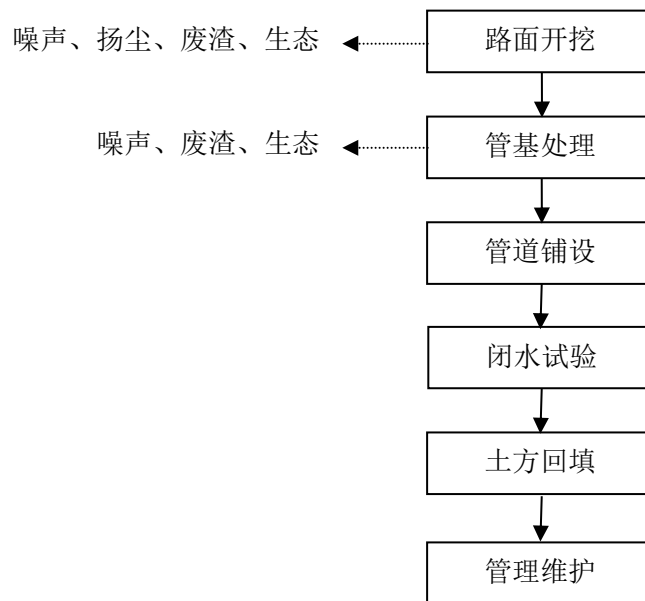 噪声、扬尘、废渣、生态
路面开挖
噪声、废渣、生态
管基处理
管道铺设
闭水试验
土方回填
管理维护